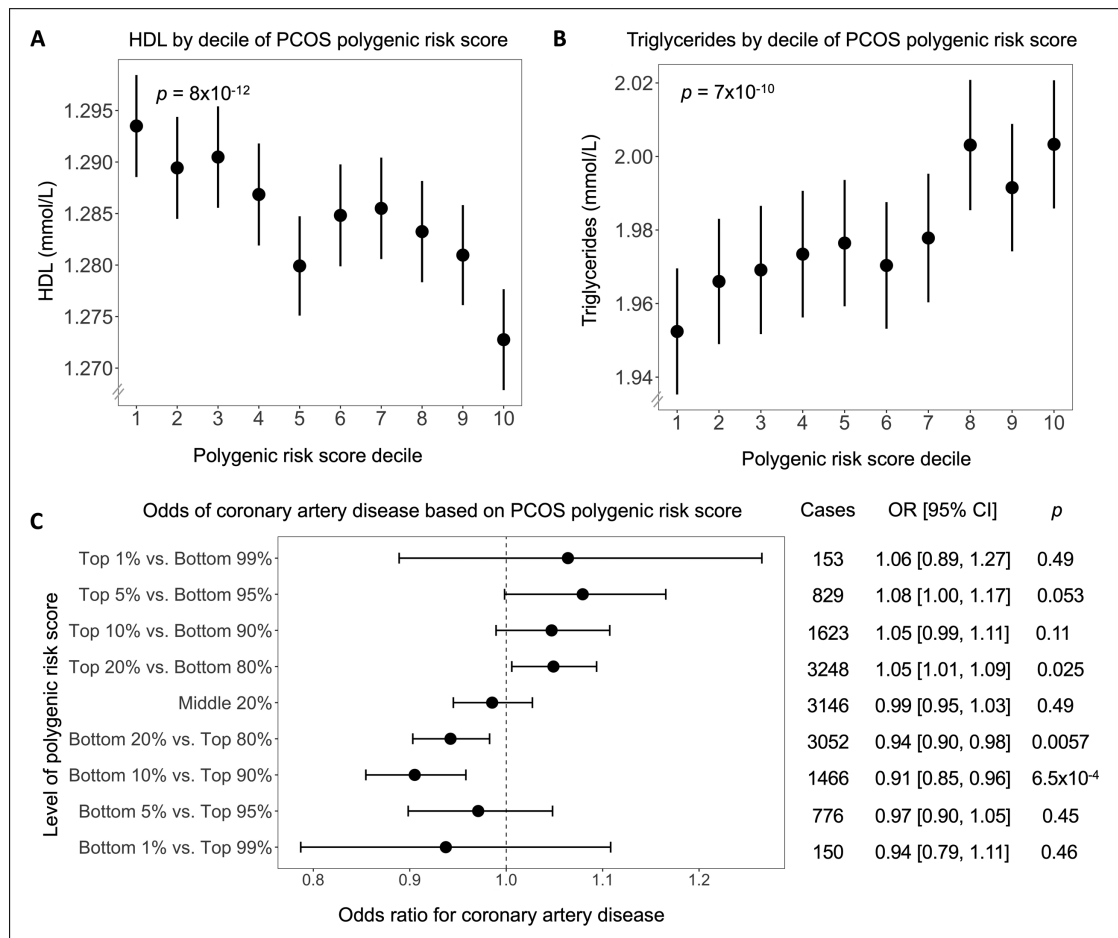 A
HDL by decile of PCOS polygenic risk score
p = 8x10-12
HDL (mmol/L)
1.295
1.290
1.285
1.280
1.275
1.270
1 2 3 4 5 6 7 8 9 10
Polygenic risk score decile
B
Triglycerides by decile of PCOS polygenic risk score
p = 7x10-10
Triglycerides (mmol/L)
2.02
2.00
1.98
1.96
1.94
1 2 3 4 5 6 7 8 9 10
Polygenic risk score decile
C
Odds of coronary artery disease based on PCOS polygenic risk score Cases OR [95% CI] p
Level of polygenic risk score
Top 1% vs. Bottom 99% 153 1.06 [0.89, 1.27] 0.49
Top 5% vs. Bottom 95% 829 1.08 [1.00, 1.17] 0.053
Top 10% vs. Bottom 90% 1623 1.05 [0.99, 1.11] 0.11
Top 20% vs. Bottom 80% 3248 1.05 [1.01, 1.09] 0.025
Middle 20% 3146 0.99 [0.95, 1.03] 0.49
Bottom 20% vs. Top 80% 3052 0.94 [0.90, 0.98] 0.0057
Bottom 10% vs. Top 90% 1466 0.91 [0.85, 0.96] 6.5x10-4
Bottom 5% vs. Top 95% 776 0.97 [0.90, 1.05] 0.45
Bottom 1% vs. Top 99% 150 0.94 [0.79, 1.11] 0.46
0.8 0.9 1.0 1.1 1.2
Odds ratio for coronary artery disease